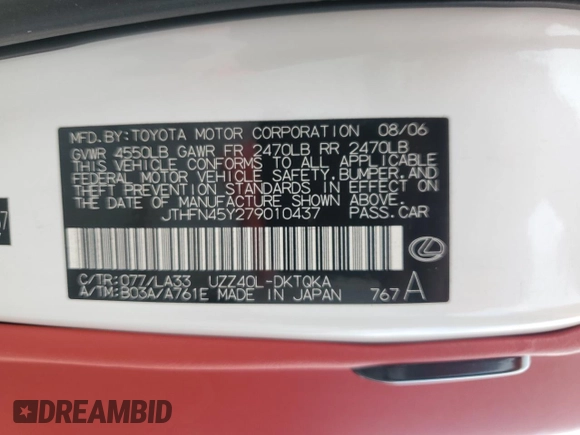 MFD.BY:TOYOTA MOTOR CORPORATION 08/06
GVWR 4550LB GAWR FR 2470LB RR 2470LB
THIS VEHICLE CONFORMS TO ALL APPLICABLE
FEDERAL MOTOR VEHICLE SAFETY,BUMPER,AND
THEFT PREVENTION STANDARDS IN EFFECT ON
THE DATE OF MANUFACTURE SHOWN ABOVE.
JTHFN45Y279010437 PASS.CAR
C/TR:077/LA33 UZZ40L-DKTQKA
A/TM:B03A/A761E MADE IN JAPAN 767 A
DREAMBID